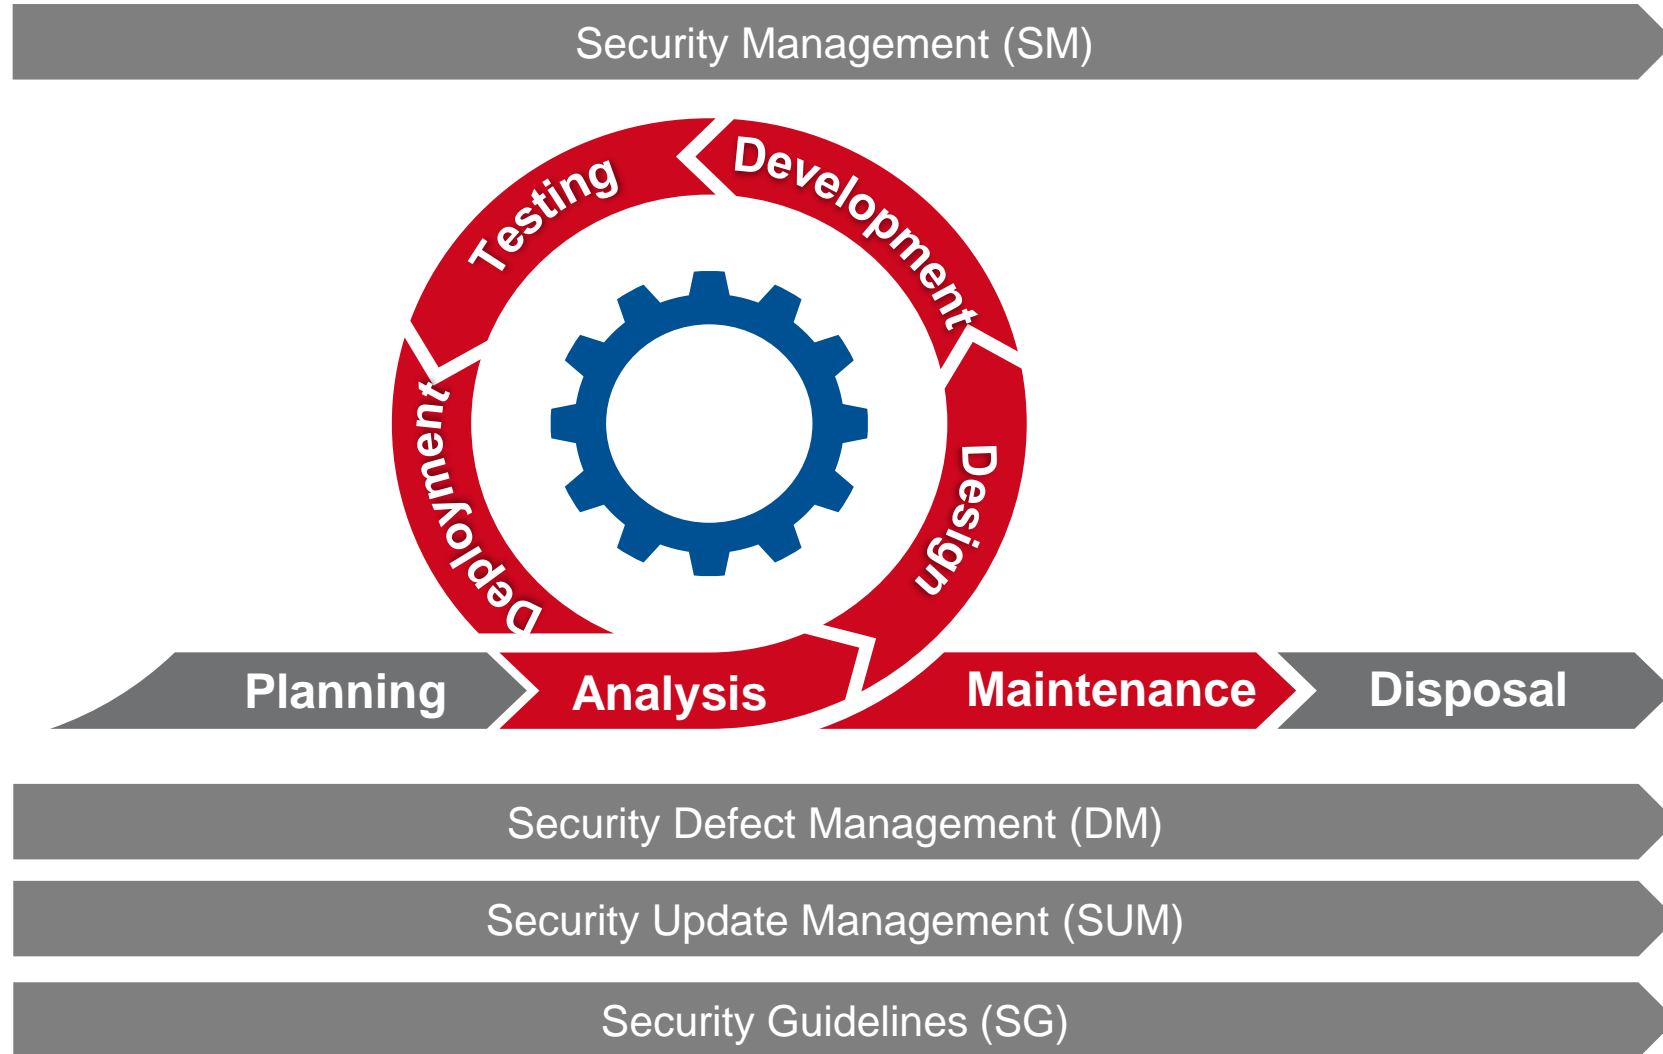 Security Management (SM)
Testing
Development
Deployment
Design
Planning
Analysis
Maintenance
Disposal
Security Defect Management (DM)
Security Update Management (SUM)
Security Guidelines (SG)